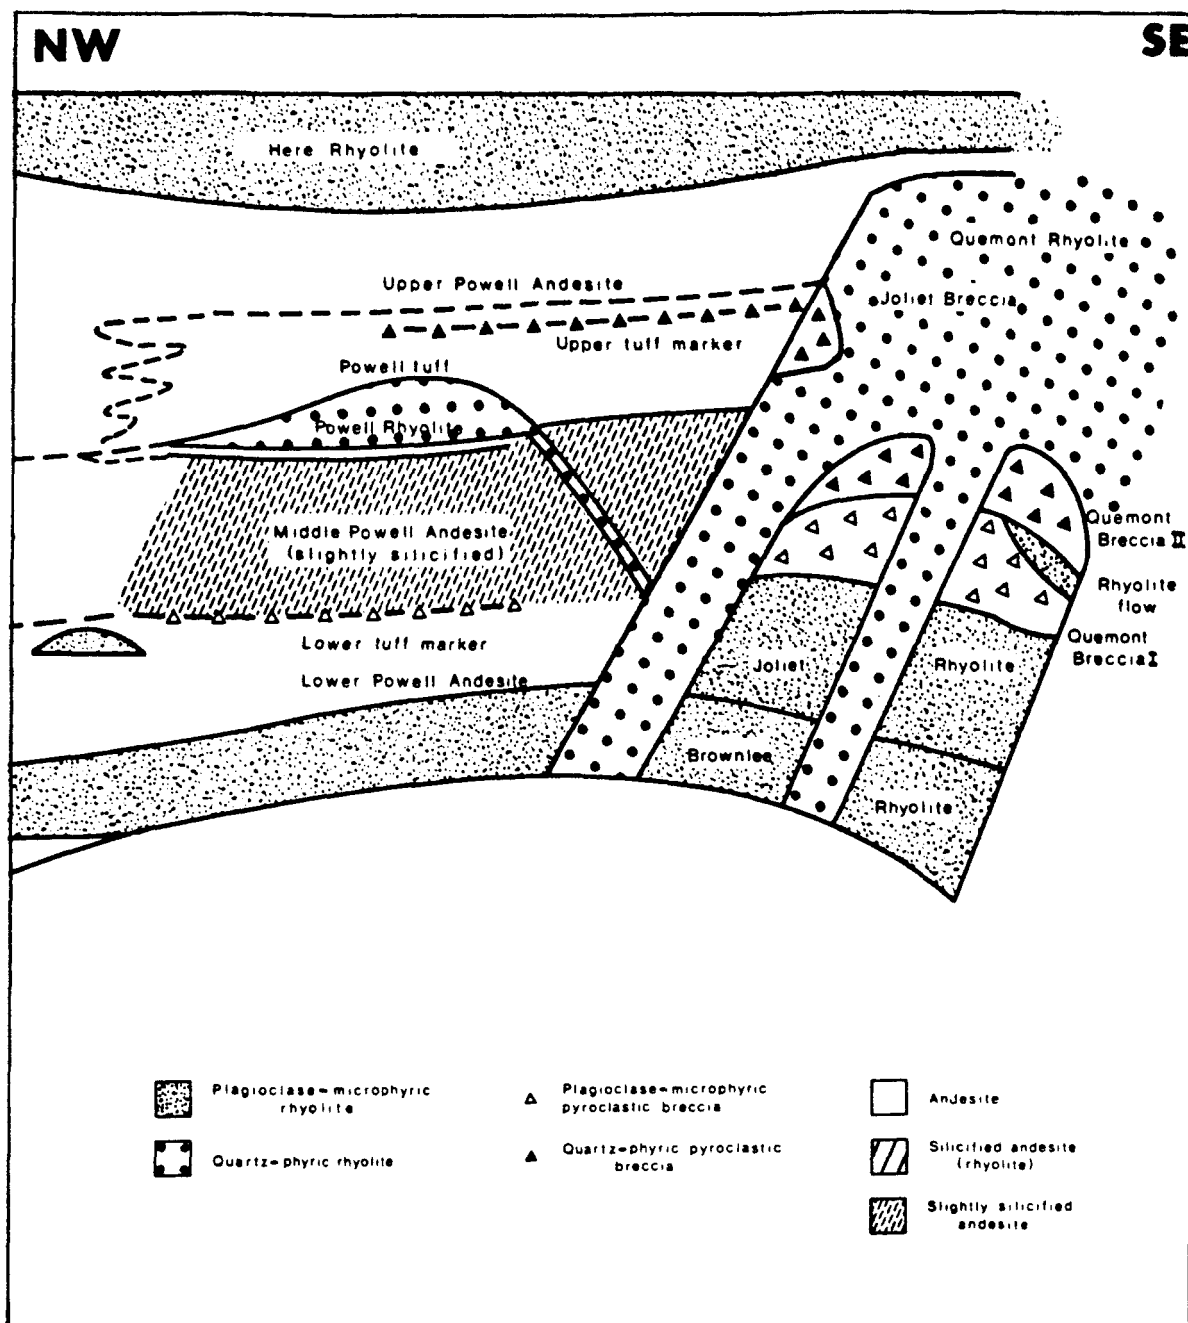 NW
SE
Here Rhyolite
Quemont Rhyolite
Upper Powell Andesite
Joliet Breccia
Upper tuff marker
Powell tuff
Powell Rhyolite
Middle Powell Andesite
(slightly silicified)
Quemont
Breccia II
Rhyolite
flow
Lower tuff marker
Quemont
Breccia I
Lower Powell Andesite
Joliet
Rhyolite
Brownlee
Rhyolite
Plagioclase-microphyric
rhyolite
Plagioclase-microphyric
pyroclastic breccia
Andesite
Quartz-phyric rhyolite
Quartz-phyric pyroclastic
breccia
Silicified andesite
(rhyolite)
Slightly silicified
andesite